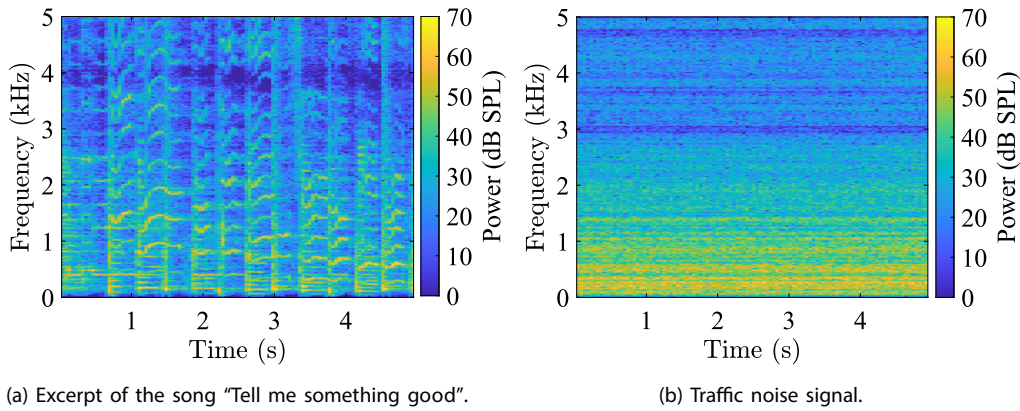 5
4
3
2
1
0
Frequency (kHz)
1 2 3 4
Time (s)
70
60
50
40
30
20
10
0
Power (dB SPL)
5
4
3
2
1
0
Frequency (kHz)
1 2 3 4
Time (s)
70
60
50
40
30
20
10
0
Power (dB SPL)
(a) Excerpt of the song “Tell me something good”.
(b) Traffic noise signal.